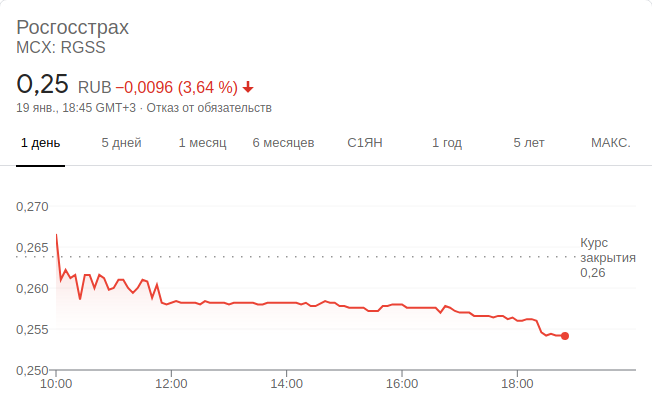 Росгосстрах
MCX: RGSS
0,25 RUB −0,0096 (3,64 %)
19 янв., 18:45 GMT+3 · Отказ от обязательств
1 день 5 дней 1 месяц 6 месяцев С1ЯН 1 год 5 лет МАКС.
0,270
0,265
0,260
0,255
0,250
Курс
закрытия
0,26
10:00 12:00 14:00 16:00 18:00